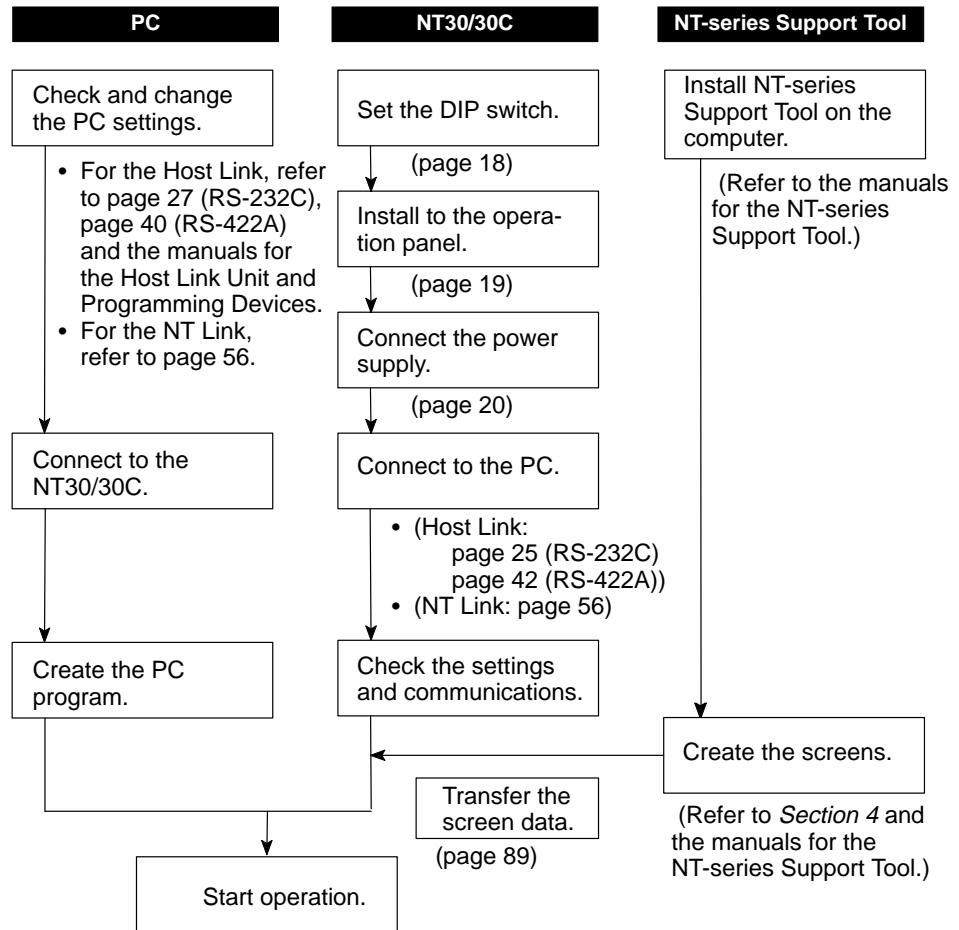 PC
NT30/30C
NT-series Support Tool
Check and change
the PC settings.
• For the Host Link, refer
to page 27 (RS-232C),
page 40 (RS-422A)
and the manuals for
the Host Link Unit and
Programming Devices.
• For the NT Link,
refer to page 56.
Connect to the
NT30/30C.
Create the PC
program.
Set the DIP switch.
(page 18)
Install to the opera-
tion panel.
(page 19)
Connect the power
supply.
(page 20)
Connect to the PC.
• (Host Link:
page 25 (RS-232C)
page 42 (RS-422A))
• (NT Link: page 56)
Check the settings
and communications.
Install NT-series
Support Tool on the
computer.
(Refer to the manuals
for the NT-series
Support Tool.)
Create the screens.
(Refer to Section 4 and
the manuals for the
NT-series Support Tool.)
Transfer the
screen data.
(page 89)
Start operation.